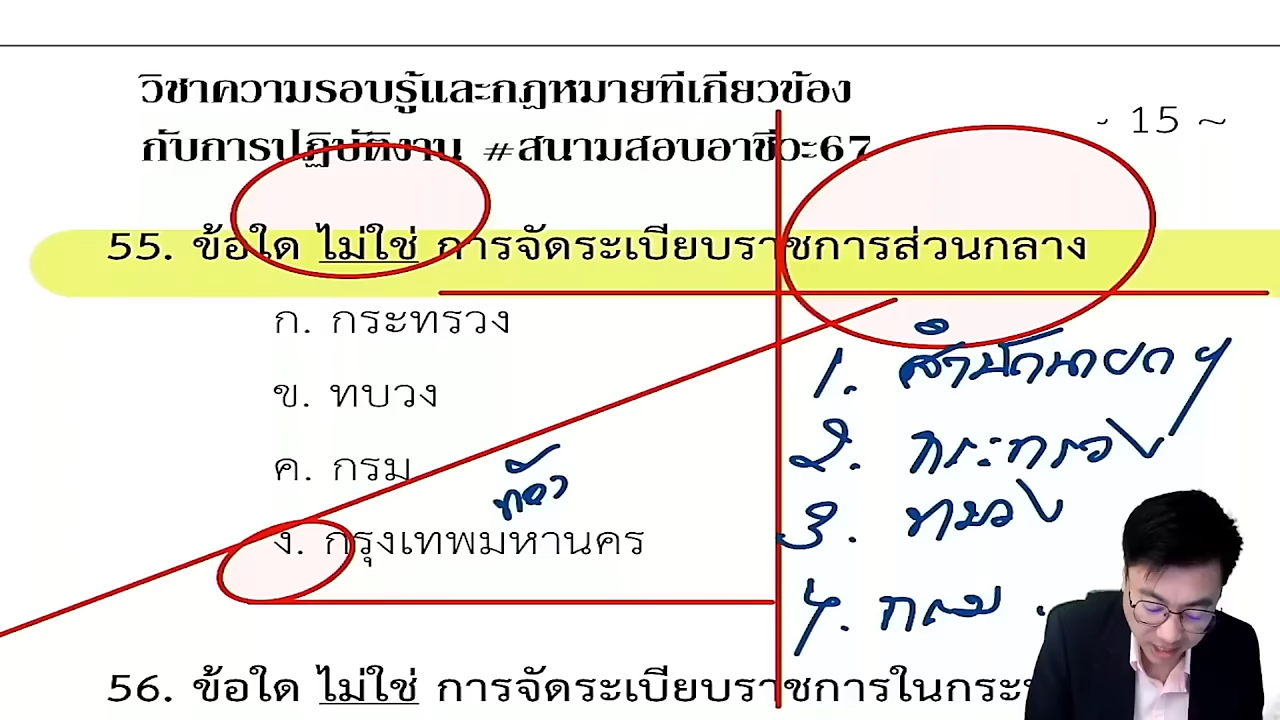 วิชาความรอบรู้และกฎหมายที่เกี่ยวข้อง
กับการปฏิบัติงาน #สนามสอบอาชีวะ67
~ 15 ~
55. ข้อใด ไม่ใช่ การจัดระเบียบราชการส่วนกลาง
ก. กระทรวง
ข. ทบวง
ค. กรม
ง. กรุงเทพมหานคร
ท้อง
1. สำนักนายกฯ
2. กระทรวง
3. ทบวง
4. กรม
56. ข้อใด ไม่ใช่ การจัดระเบียบราชการในกระ